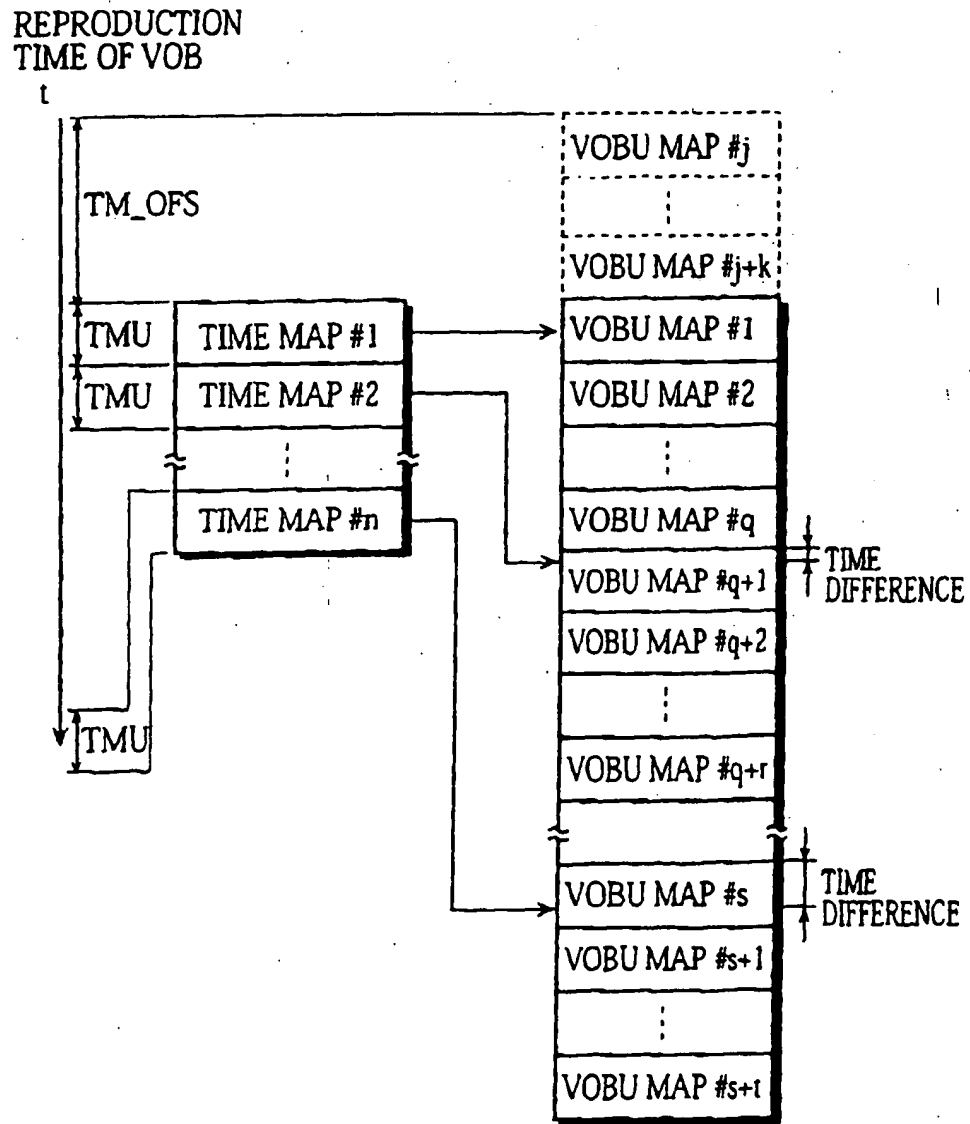 REPRODUCTION
TIME OF VOB
t
VOBU MAP #j
TM_OFS
VOBU MAP #j+k
TMU
TIME MAP #1
VOBU MAP #1
TMU
TIME MAP #2
VOBU MAP #2
TIME MAP #n
VOBU MAP #q
TIME
DIFFERENCE
VOBU MAP #q+1
VOBU MAP #q+2
TMU
VOBU MAP #q+r
VOBU MAP #s
TIME
DIFFERENCE
VOBU MAP #s+1
VOBU MAP #s+t